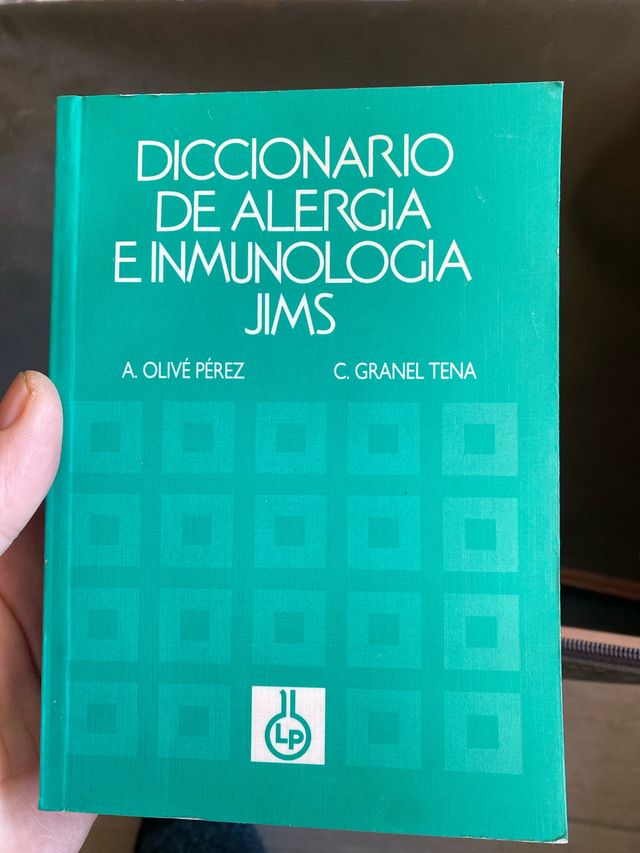 DICCIONARIO
DE ALERGIA
E INMUNOLOGIA
JIMS
A. OLIVÉ PÉREZ C. GRANEL TENA
LP